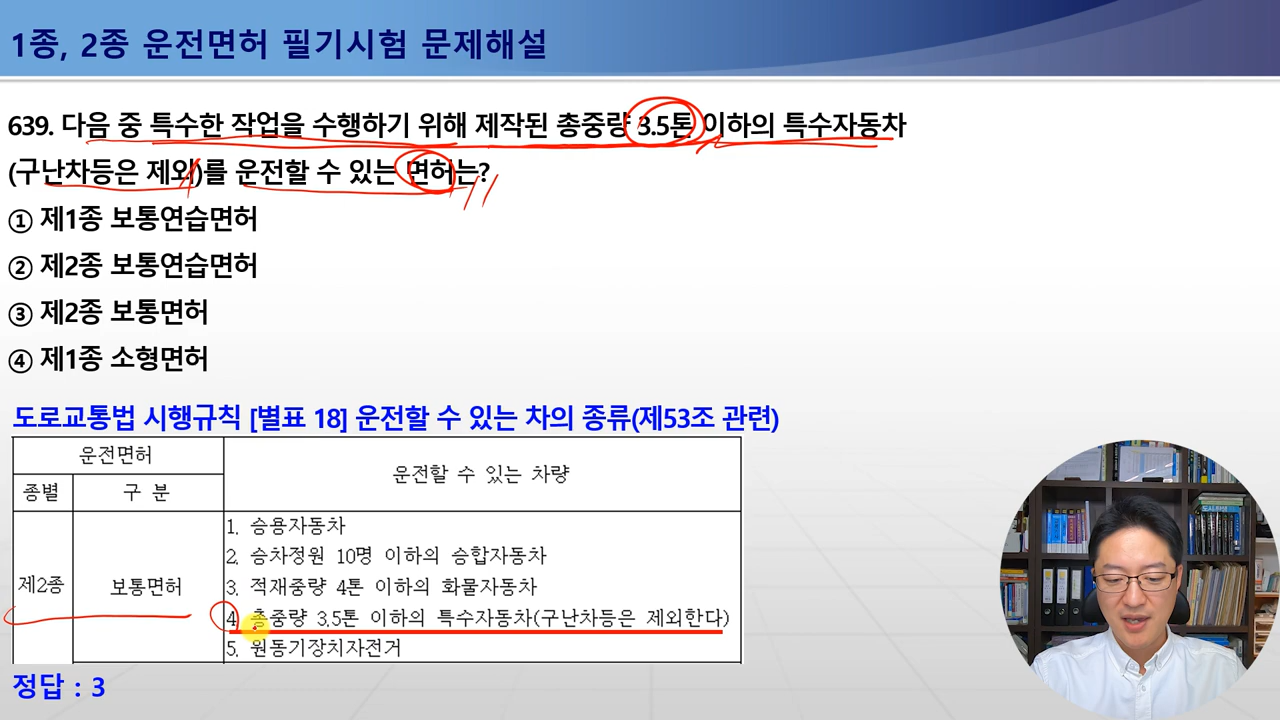 1종, 2종 운전면허 필기시험 문제해설
639. 다음 중 특수한 작업을 수행하기 위해 제작된 총중량 3.5톤 이하의 특수자동차
(구난차등은 제외)를 운전할 수 있는 면허는?
① 제1종 보통연습면허
② 제2종 보통연습면허
③ 제2종 보통면허
④ 제1종 소형면허
도로교통법 시행규칙 [별표 18] 운전할 수 있는 차의 종류(제53조 관련)
운전면허
운전할 수 있는 차량
종별 구 분
1. 승용자동차
2. 승차정원 10명 이하의 승합자동차
제2종 보통면허 3. 적재중량 4톤 이하의 화물자동차
4. 총중량 3.5톤 이하의 특수자동차(구난차등은 제외한다)
5. 원동기장치자전거
정답 : 3